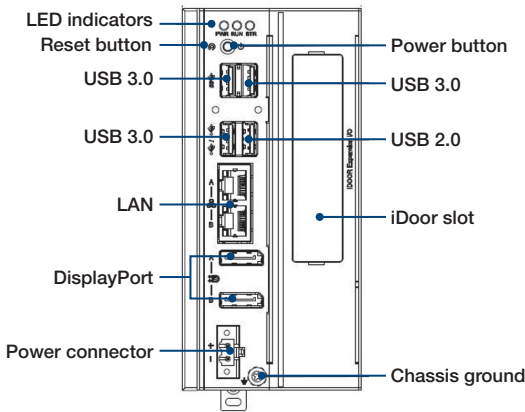 LED indicators
PWR RUN BTR
Reset button
Power button
USB 3.0
USB 3.0
USB 3.0
USB 2.0
A
LAN
B
iDOOR Expansion I/O
iDoor slot
A
DisplayPort
B
+
Power connector
−
Chassis ground